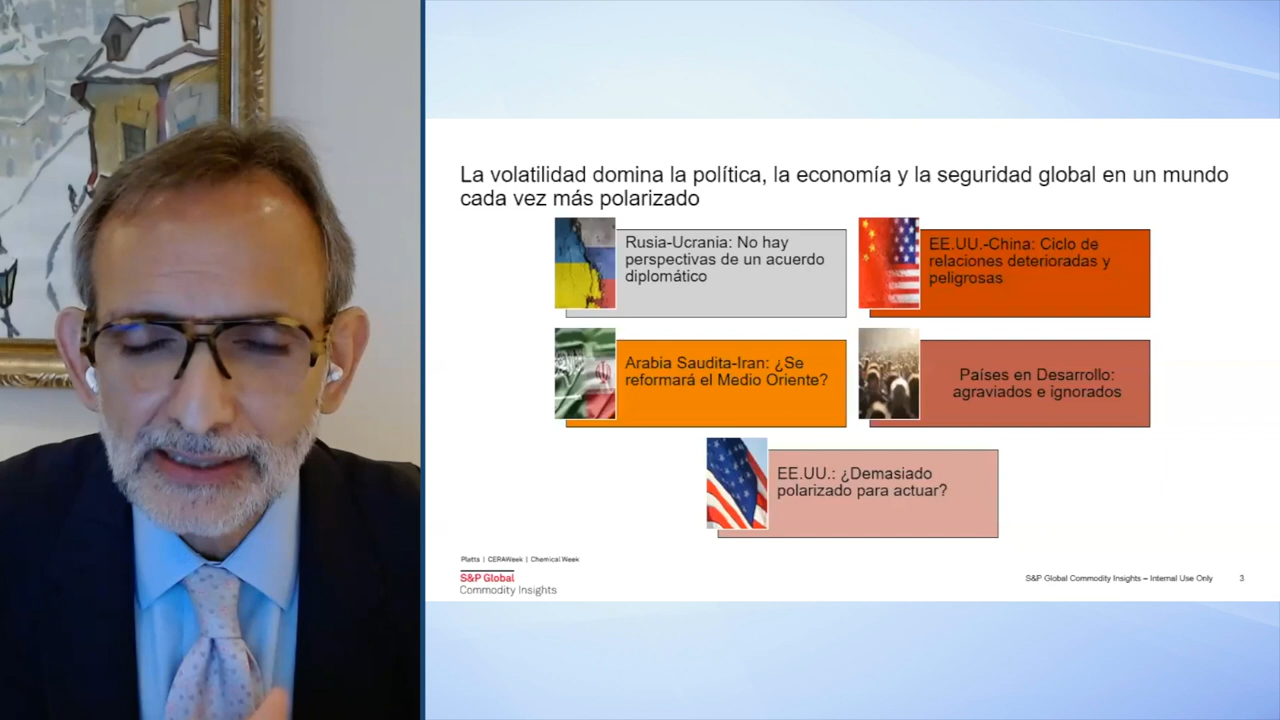 La volatilidad domina la política, la economía y la seguridad global en un mundo
cada vez más polarizado
Rusia-Ucrania: No hay
perspectivas de un acuerdo
diplomático
EE.UU.-China: Ciclo de
relaciones deterioradas y
peligrosas
Arabia Saudita-Iran: ¿Se
reformará el Medio Oriente?
Países en Desarrollo:
agraviados e ignorados
EE.UU.: ¿Demasiado
polarizado para actuar?
Platts | CERAWeek | Chemical Week
S&P Global
Commodity Insights
S&P Global Commodity Insights – Internal Use Only 3